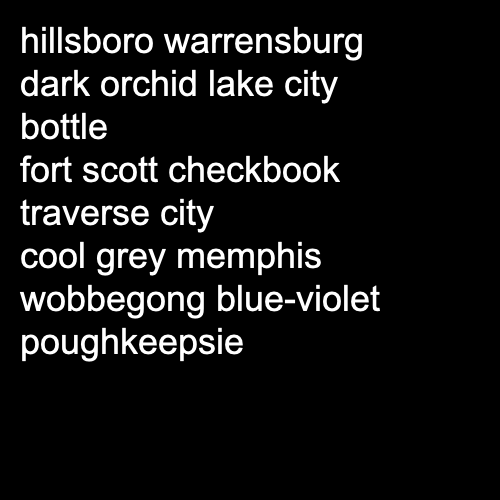 hillsboro warrensburg
dark orchid lake city
bottle
fort scott checkbook
traverse city
cool grey memphis
wobbegong blue-violet
poughkeepsie